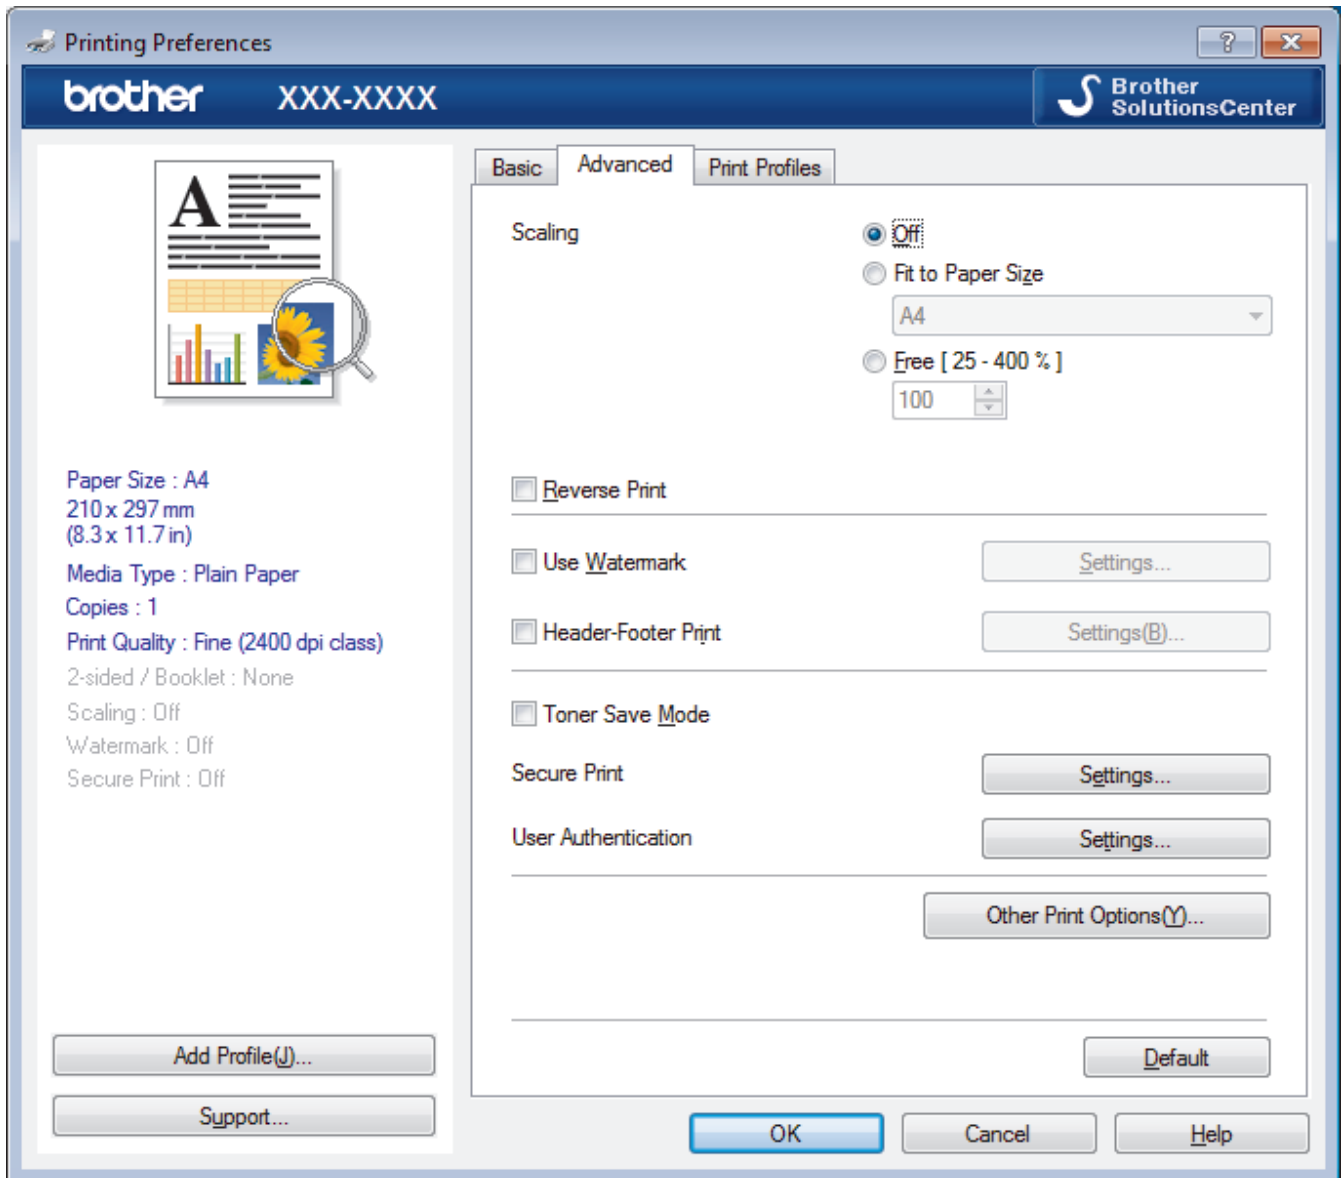 Printing Preferences
brother XXX-XXXX
Brother
SolutionsCenter
A
Paper Size : A4
210 x 297 mm
(8.3 x 11.7 in)
Media Type : Plain Paper
Copies : 1
Print Quality : Fine (2400 dpi class)
2-sided / Booklet : None
Scaling : Off
Watermark : Off
Secure Print : Off
Add Profile(J)...
Support...
Basic Advanced Print Profiles
Scaling
Off
Fit to Paper Size
A4
Free [ 25 - 400 % ]
100
Reverse Print
Use Watermark Settings...
Header-Footer Print Settings(B)...
Toner Save Mode
Secure Print Settings...
User Authentication Settings...
Other Print Options(Y)...
Default
OK Cancel Help